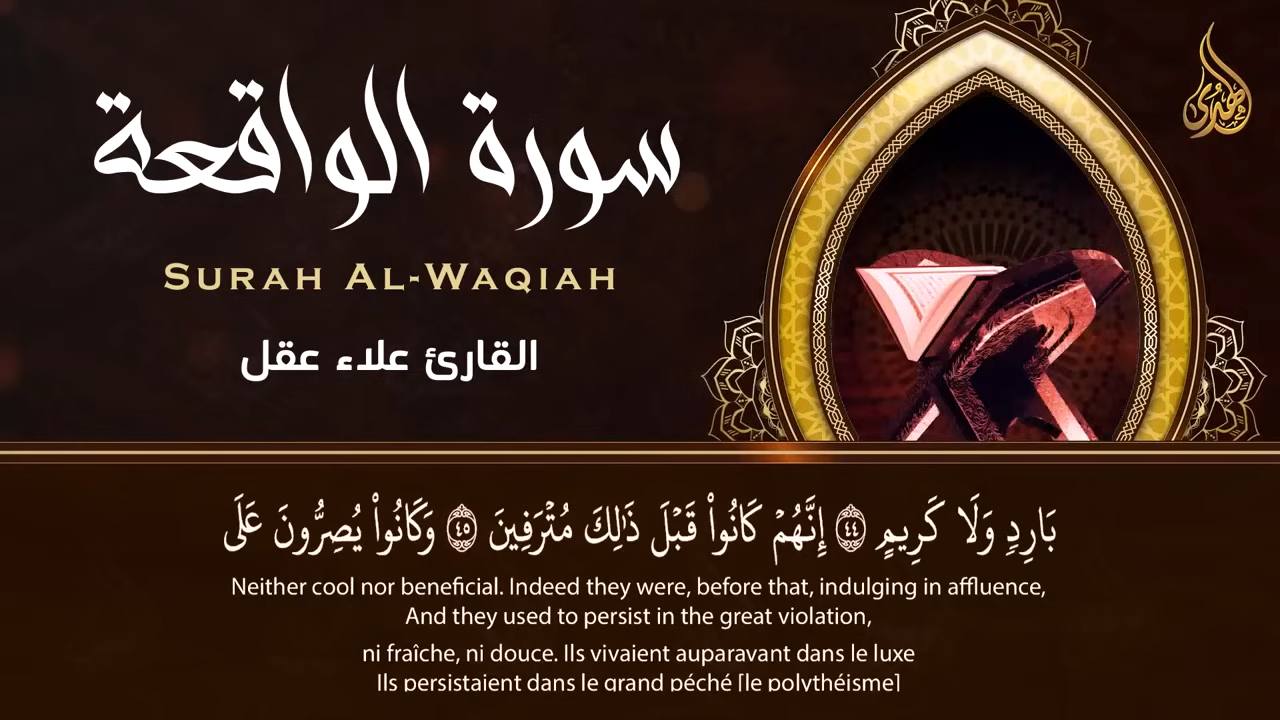 سورة الواقعة
هدى
SURAH AL-WAQIAH
القارئ علاء عقل
بَارِدٍ وَلَا كَرِيمٍ ٤٤ إِنَّهُمْ كَانُوا۟ قَبْلَ ذَٰلِكَ مُتْرَفِينَ ٤٥ وَكَانُوا۟ يُصِرُّونَ عَلَى
Neither cool nor beneficial. Indeed they were, before that, indulging in affluence,
And they used to persist in the great violation,
ni fraîche, ni douce. Ils vivaient auparavant dans le luxe
Ils persistaient dans le grand péché [le polythéisme]